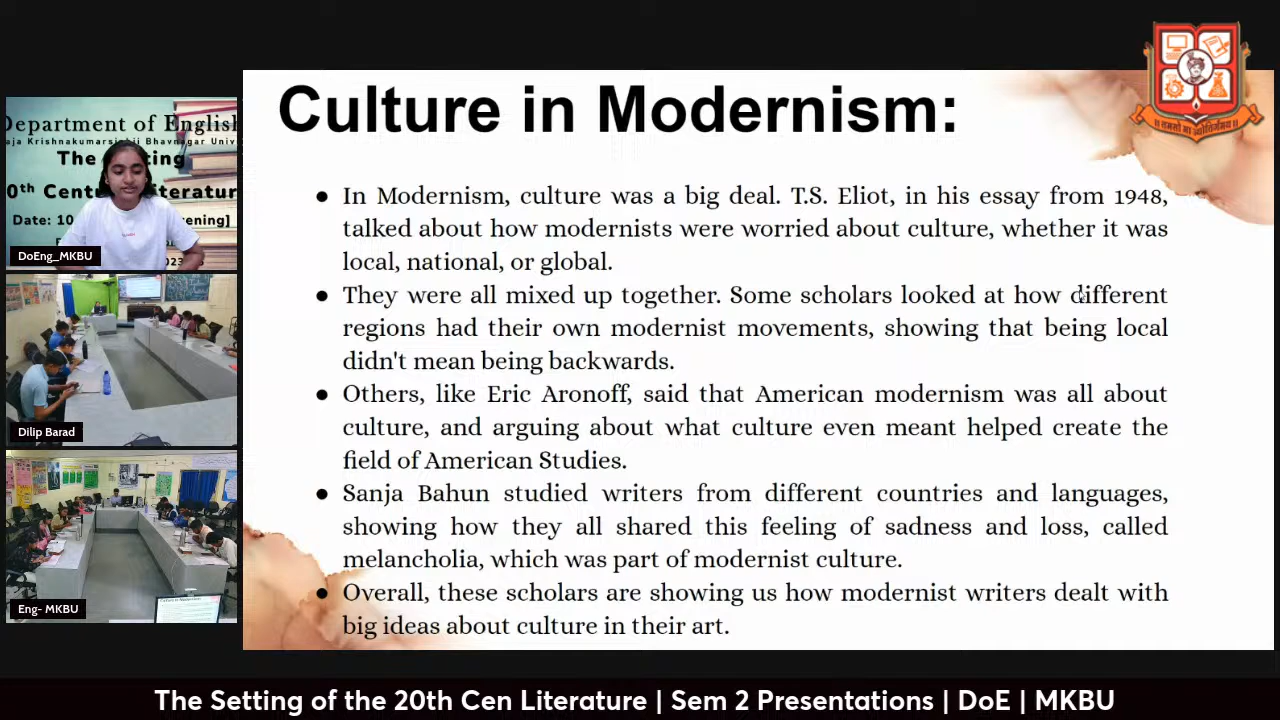 Department of English
Krishnakumarsinhji Bhavnagar Univ
The Setting
Date: 10
DoEng_MKBU
Dilip Barad
Eng- MKBU
Culture in Modernism:
● In Modernism, culture was a big deal. T.S. Eliot, in his essay from 1948,
talked about how modernists were worried about culture, whether it was
local, national, or global.
● They were all mixed up together. Some scholars looked at how different
regions had their own modernist movements, showing that being local
didn't mean being backwards.
● Others, like Eric Aronoff, said that American modernism was all about
culture, and arguing about what culture even meant helped create the
field of American Studies.
● Sanja Bahun studied writers from different countries and languages,
showing how they all shared this feeling of sadness and loss, called
melancholia, which was part of modernist culture.
● Overall, these scholars are showing us how modernist writers dealt with
big ideas about culture in their art.
॥ तमसो मा ज्योतिर्गमय ॥
The Setting of the 20th Cen Literature | Sem 2 Presentations | DoE | MKBU